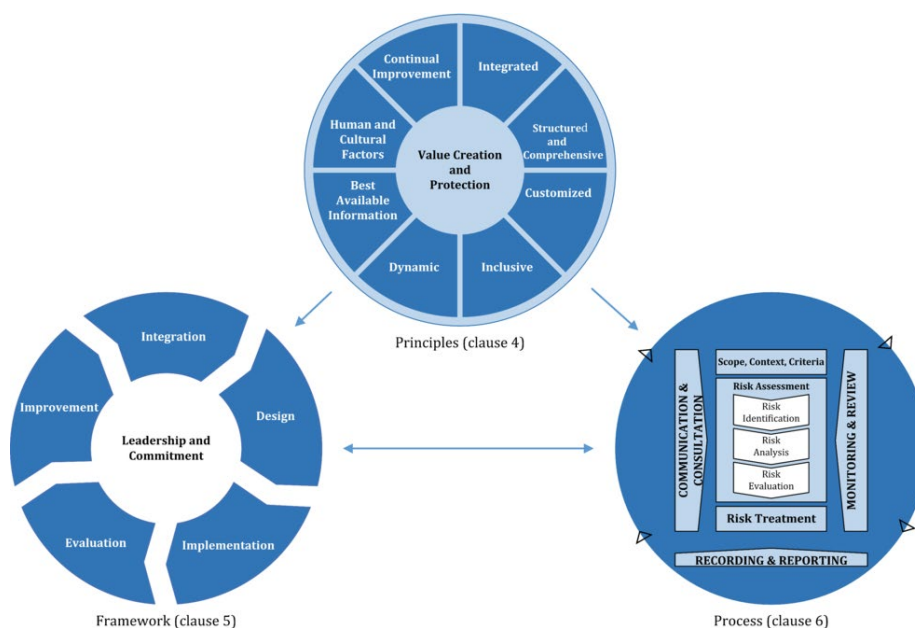 Continual
Improvement
Integrated
Human and
Cultural
Factors
Structured
and
Comprehensive
Value Creation
and
Protection
Best
Available
Information
Customized
Dynamic
Inclusive
Principles (clause 4)
Integration
Improvement
Design
Leadership and
Commitment
Evaluation
Implementation
Framework (clause 5)
Scope, Context, Criteria
Risk Assessment
Risk
Identification
Risk
Analysis
Risk
Evaluation
Risk Treatment
COMMUNICATION &
CONSULTATION
MONITORING & REVIEW
RECORDING & REPORTING
Process (clause 6)